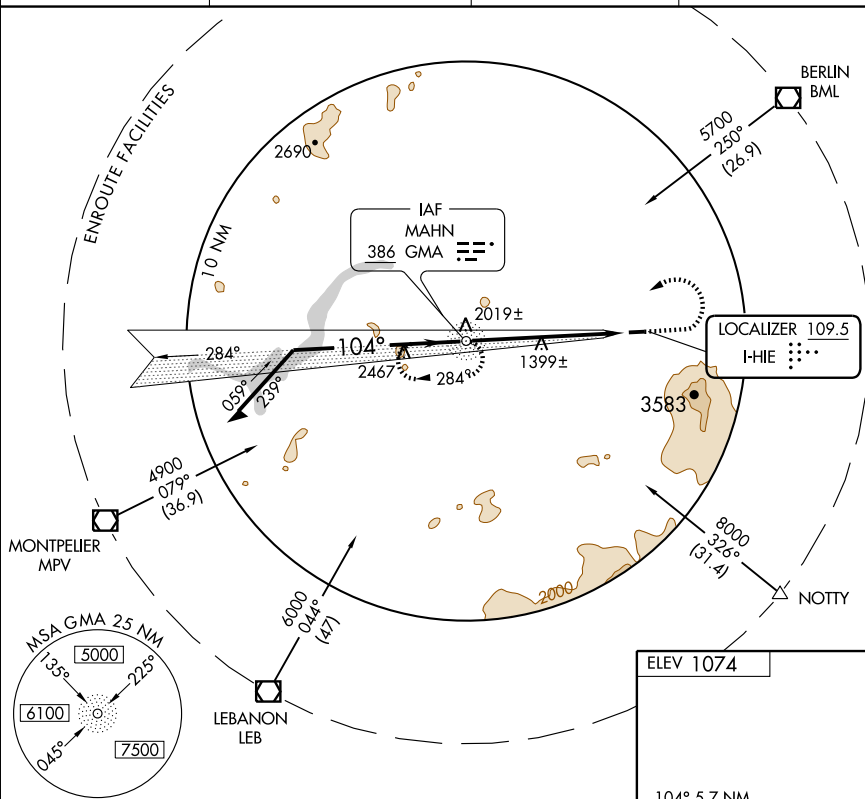 BERLIN
BML
5700
250°
(26.9)
ENROUTE FACILITIES
2690
10 NM
IAF
MAHN
386 GMA
2019±
LOCALIZER 109.5
I-HIE
284°
104°
1399±
2467
284°
059°
239°
3583
4900
079°
(36.9)
MONTPELIER
MPV
8000
326°
(31.4)
NOTTY
2000
6000
044°
(47)
LEBANON
LEB
MSA GMA 25 NM
5000
135°
225°
6100
7500
045°
ELEV 1074
104° 5.7 NM